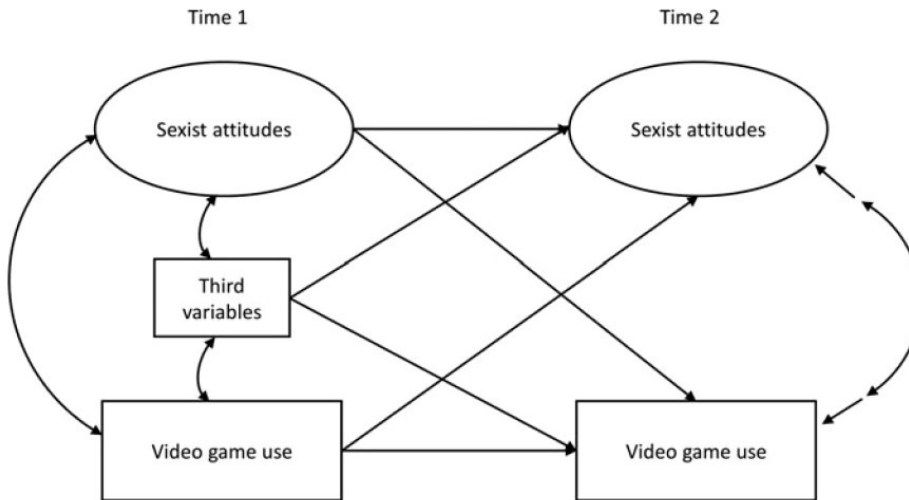 Time 1
Time 2
Sexist attitudes
Sexist attitudes
Third
variables
Video game use
Video game use